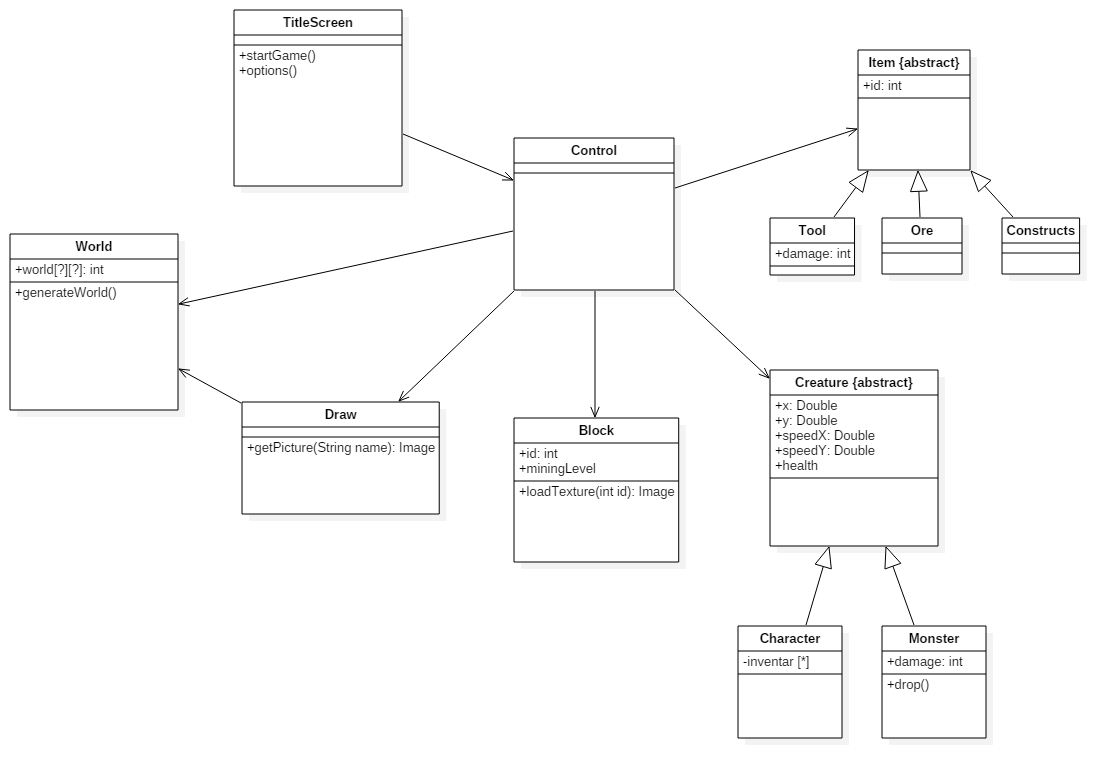 TitleScreen
+startGame()
+options()
Item {abstract}
+id: int
Control
Tool
+damage: int
Ore
Constructs
World
+world[?][?]: int
+generateWorld()
Draw
+getPicture(String name): Image
Block
+id: int
+miningLevel
+loadTexture(int id): Image
Creature {abstract}
+x: Double
+y: Double
+speedX: Double
+speedY: Double
+health
Character
-inventar [*]
Monster
+damage: int
+drop()